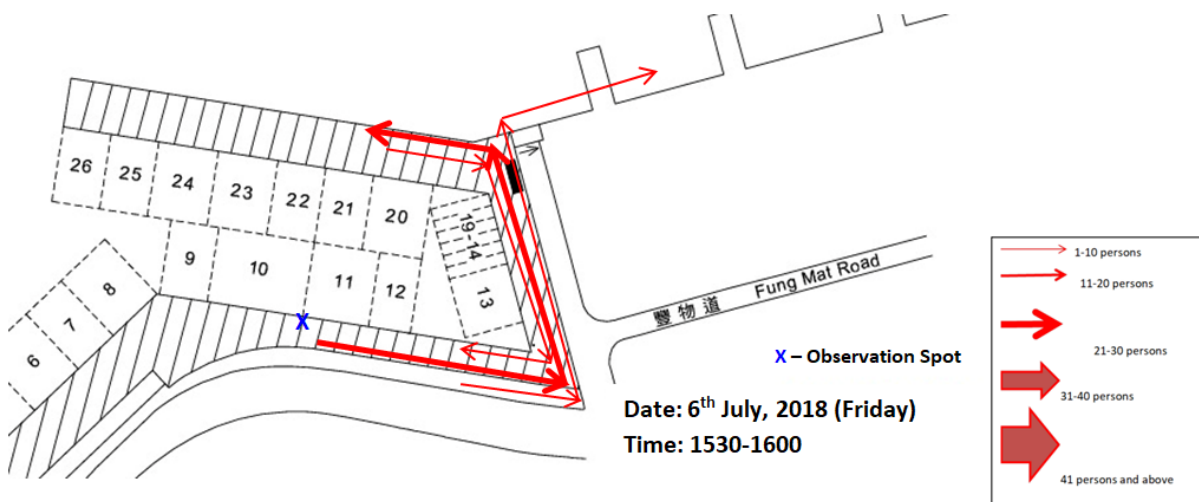 26
25
24
23
22
21
20
19-14
13
9
10
11
12
8
7
6
X
豐物道 Fung Mat Road
X – Observation Spot
Date: 6th July, 2018 (Friday)
Time: 1530-1600
1-10 persons
11-20 persons
21-30 persons
31-40 persons
41 persons and above